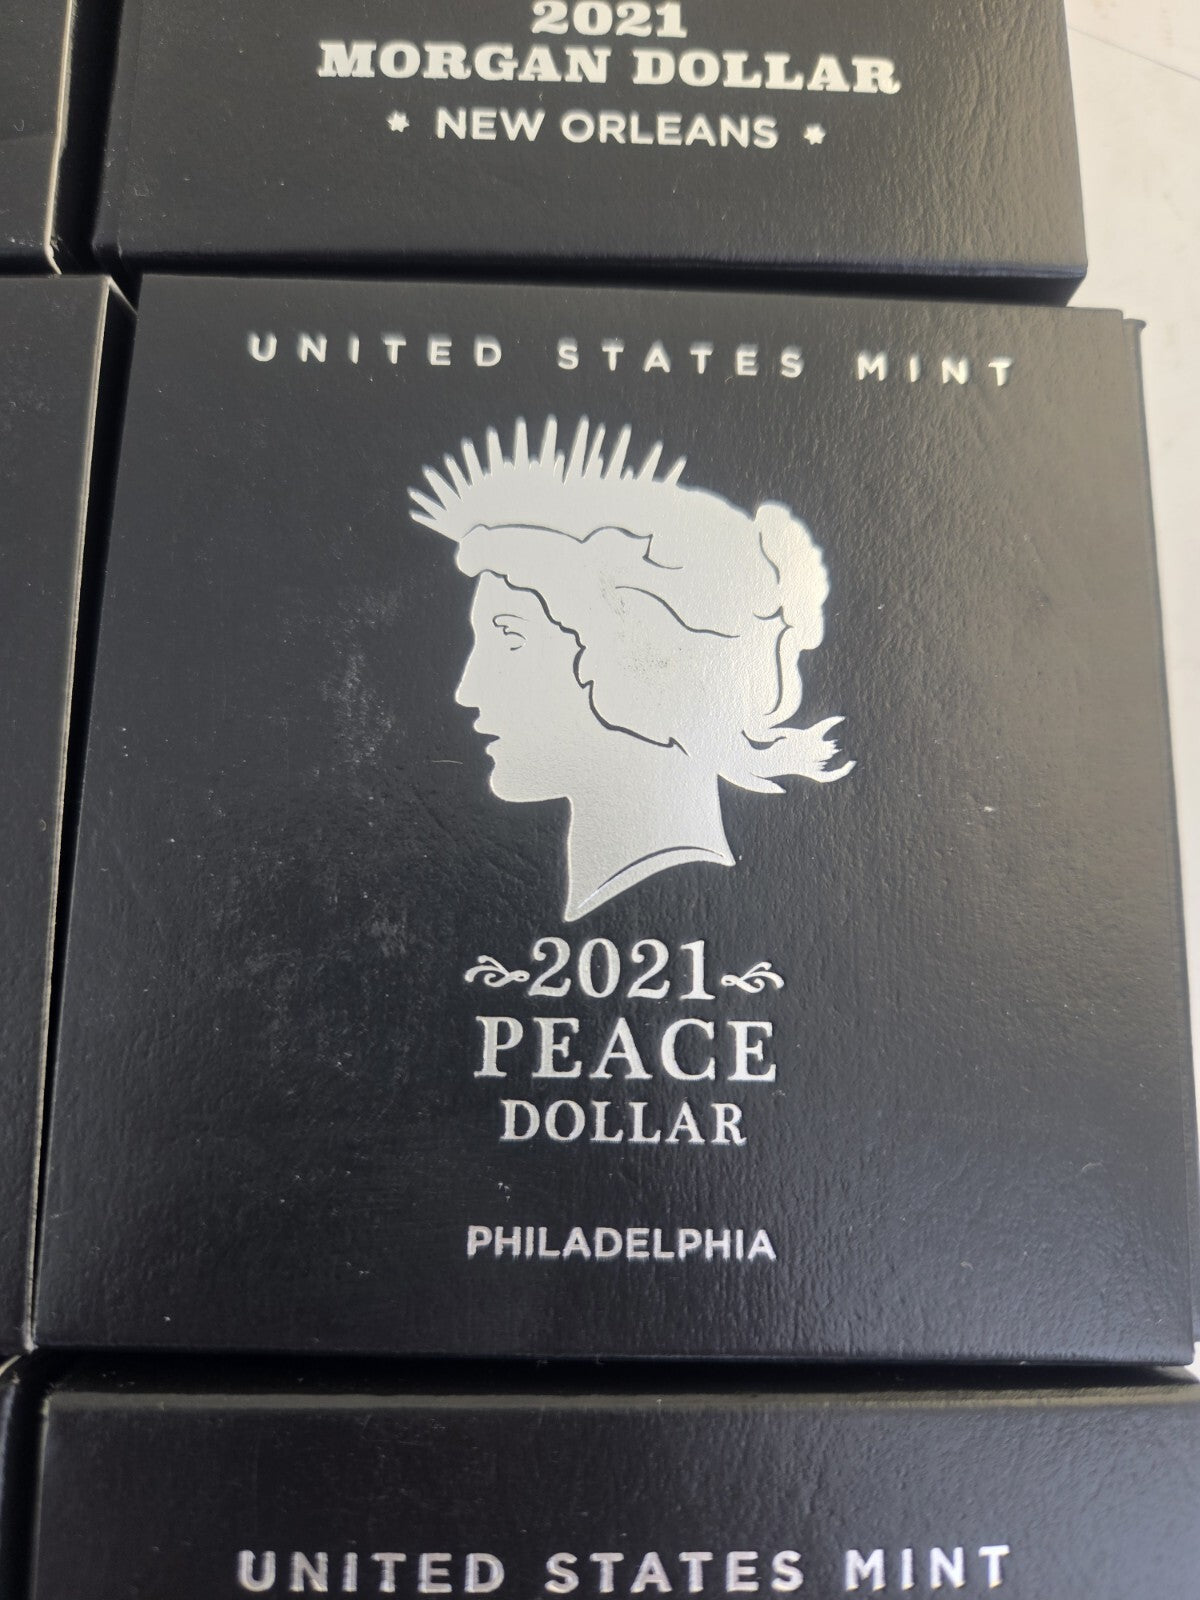 2021
MORGAN DOLLAR
* NEW ORLEANS *
UNITED STATES MINT
2021
PEACE
DOLLAR
PHILADELPHIA
UNITED STATES MINT